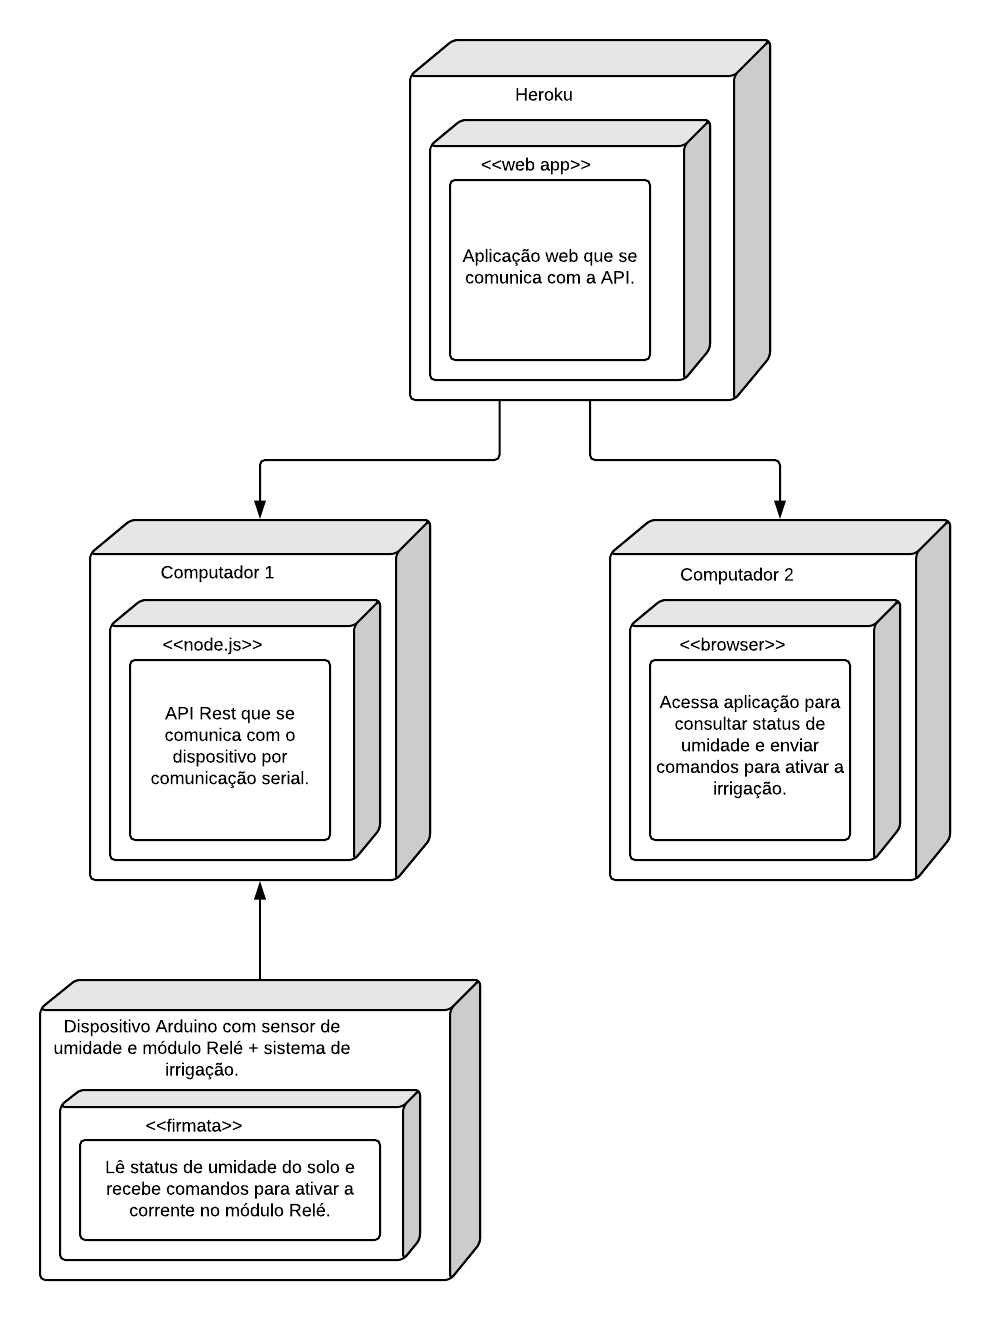 Heroku
<<web app>>
Aplicação web que se
comunica com a API.
Computador 1
<<node.js>>
API Rest que se
comunica com o
dispositivo por
comunicação serial.
Computador 2
<<browser>>
Acessa aplicação para
consultar status de
umidade e enviar
comandos para ativar a
irrigação.
Dispositivo Arduino com sensor de
umidade e módulo Relé + sistema de
irrigação.
<<firmata>>
Lê status de umidade do solo e
recebe comandos para ativar a
corrente no módulo Relé.